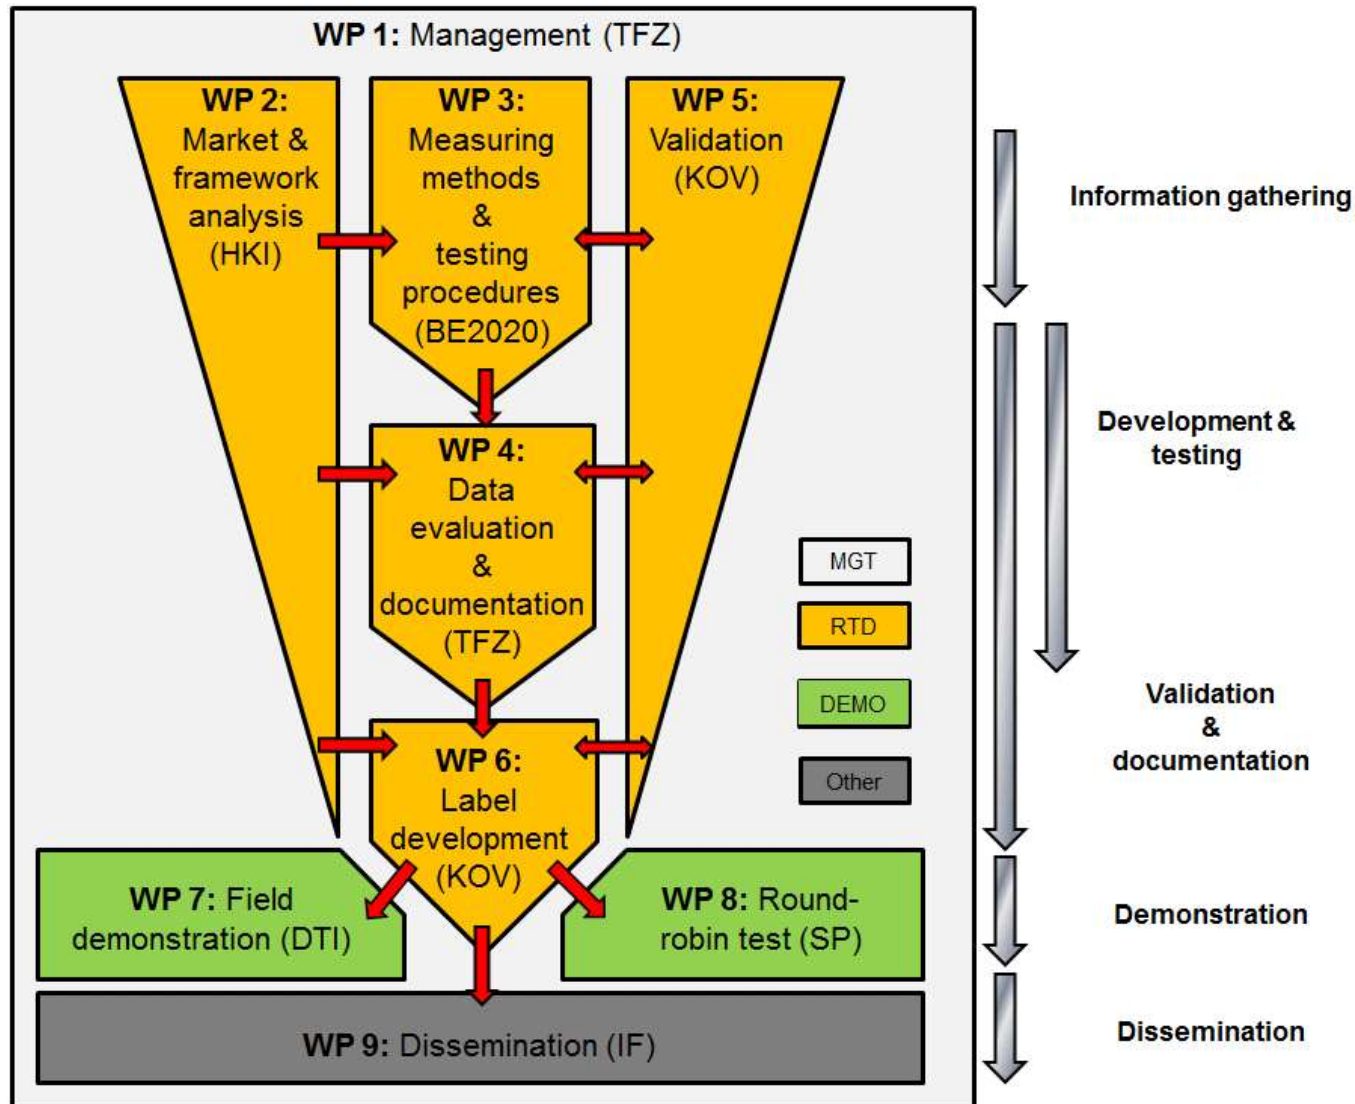 WP 1: Management (TFZ)
WP 2:
Market &
framework
analysis
(HKI)
WP 3:
Measuring
methods
&
testing
procedures
(BE2020)
WP 5:
Validation
(KOV)
WP 4:
Data
evaluation
&
documentation
(TFZ)
WP 6:
Label
development
(KOV)
WP 7: Field
demonstration (DTI)
WP 8: Round-
robin test (SP)
WP 9: Dissemination (IF)
MGT
RTD
DEMO
Other
Information gathering
Development &
testing
Validation
&
documentation
Demonstration
Dissemination